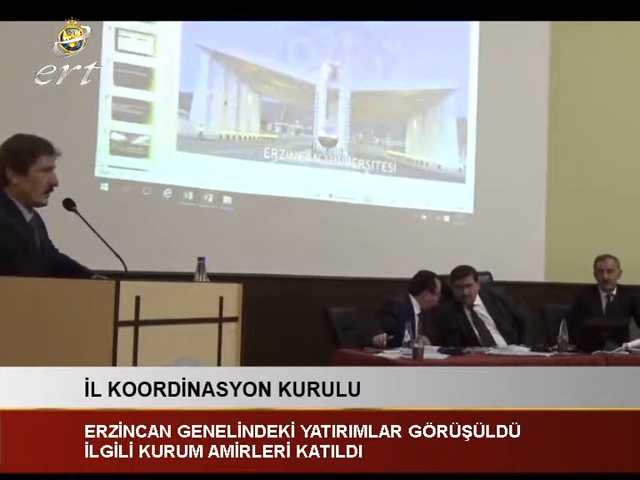 ert
ERZİNCAN ÜNİVERSİTESİ
İL KOORDİNASYON KURULU
ERZİNCAN GENELİNDEKİ YATIRIMLAR GÖRÜŞÜLDÜ
İLGİLİ KURUM AMİRLERİ KATILDI